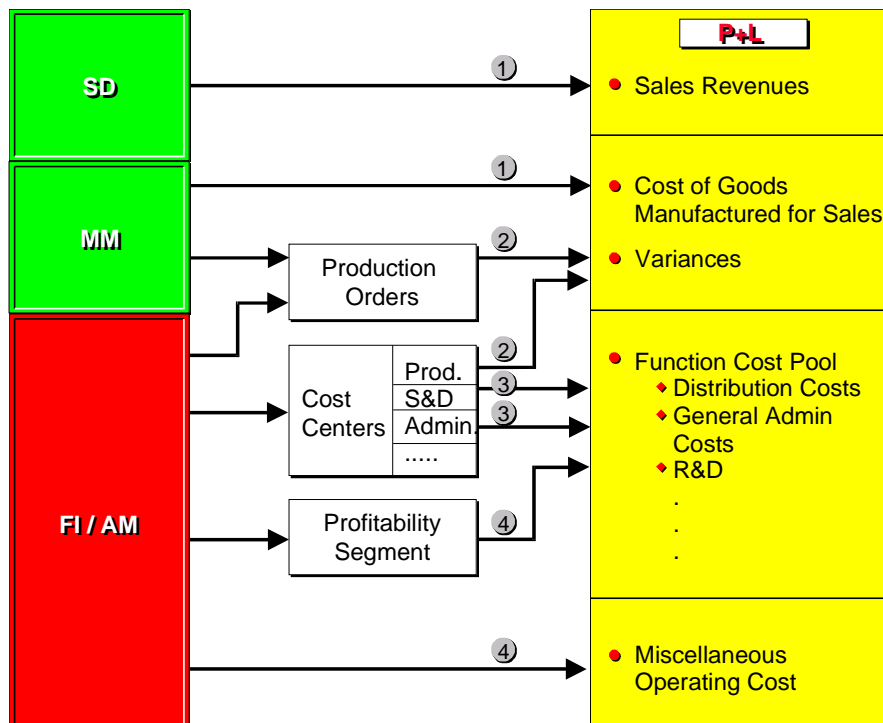 P+L
SD
1
Sales Revenues
MM
1
Cost of Goods
Manufactured for Sales
2
Variances
Production
Orders
FI / AM
Cost
Centers
Prod.
S&D
Admin.
.....
2
3
3
Function Cost Pool
Distribution Costs
General Admin
Costs
R&D
.
.
.
Profitability
Segment
4
4
Miscellaneous
Operating Cost